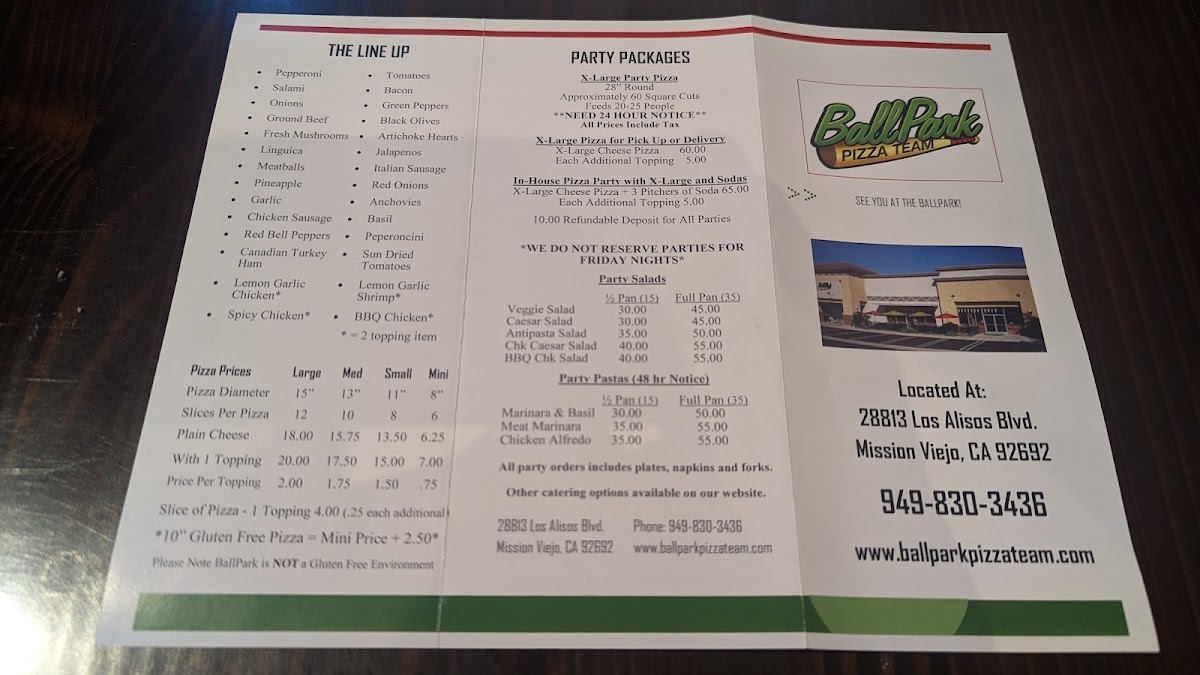 THE LINE UP
• Pepperoni
• Salami
• Onions
• Ground Beef
• Fresh Mushrooms
• Linguica
• Meatballs
• Pineapple
• Garlic
• Chicken Sausage
• Red Bell Peppers
• Canadian Turkey
Ham
• Lemon Garlic
Chicken*
• Spicy Chicken*
• Tomatoes
• Bacon
• Green Peppers
• Black Olives
• Artichoke Hearts
• Jalapenos
• Italian Sausage
• Red Onions
• Anchovies
• Basil
• Peperoncini
• Sun Dried
Tomatoes
• Lemon Garlic
Shrimp*
• BBQ Chicken*
* = 2 topping item
Pizza Prices Large Med Small Mini
Pizza Diameter 15” 13” 11” 8”
Slices Per Pizza 12 10 8 6
Plain Cheese 18.00 15.75 13.50 6.25
With 1 Topping 20.00 17.50 15.00 7.00
Price Per Topping 2.00 1.75 1.50 .75
Slice of Pizza - 1 Topping 4.00 (.25 each additional)
*10” Gluten Free Pizza = Mini Price + 2.50*
Please Note BallPark is NOT a Gluten Free Environment
PARTY PACKAGES
X-Large Party Pizza
28” Round
Approximately 60 Square Cuts
Feeds 20-25 People
**NEED 24 HOUR NOTICE**
All Prices Include Tax
X-Large Pizza for Pick Up or Delivery
X-Large Cheese Pizza 60.00
Each Additional Topping 5.00
In-House Pizza Party with X-Large and Sodas
X-Large Cheese Pizza + 3 Pitchers of Soda 65.00
Each Additional Topping 5.00
10.00 Refundable Deposit for All Parties
*WE DO NOT RESERVE PARTIES FOR
FRIDAY NIGHTS*
Party Salads
½ Pan (15) Full Pan (35)
Veggie Salad 30.00 45.00
Caesar Salad 30.00 45.00
Antipasta Salad 35.00 50.00
Chk Caesar Salad 40.00 55.00
BBQ Chk Salad 40.00 55.00
Party Pastas (48 hr Notice)
½ Pan (15) Full Pan (35)
Marinara & Basil 30.00 50.00
Meat Marinara 35.00 55.00
Chicken Alfredo 35.00 55.00
All party orders includes plates, napkins and forks.
Other catering options available on our website.
28813 Los Alisos Blvd. Phone: 949-830-3436
Mission Viejo, CA 92692 www.ballparkpizzateam.com
BallPark
PIZZA TEAM
>>
SEE YOU AT THE BALLPARK!
Located At:
28813 Los Alisos Blvd.
Mission Viejo, CA 92692
949-830-3436
www.ballparkpizzateam.com